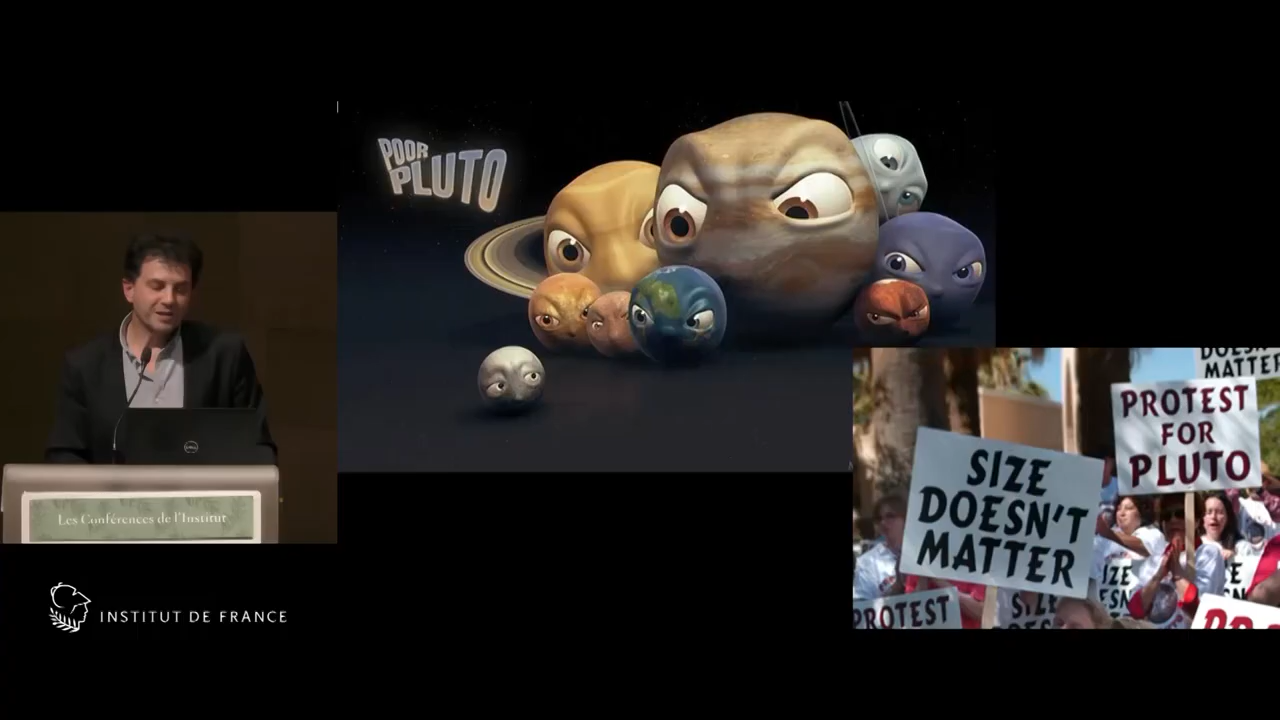 POOR
PLUTO
Les Conférences de l'Institut
INSTITUT DE FRANCE
DOESN'T
MATTER
PROTEST
FOR
PLUTO
SIZE
DOESN'T
MATTER
PROTEST